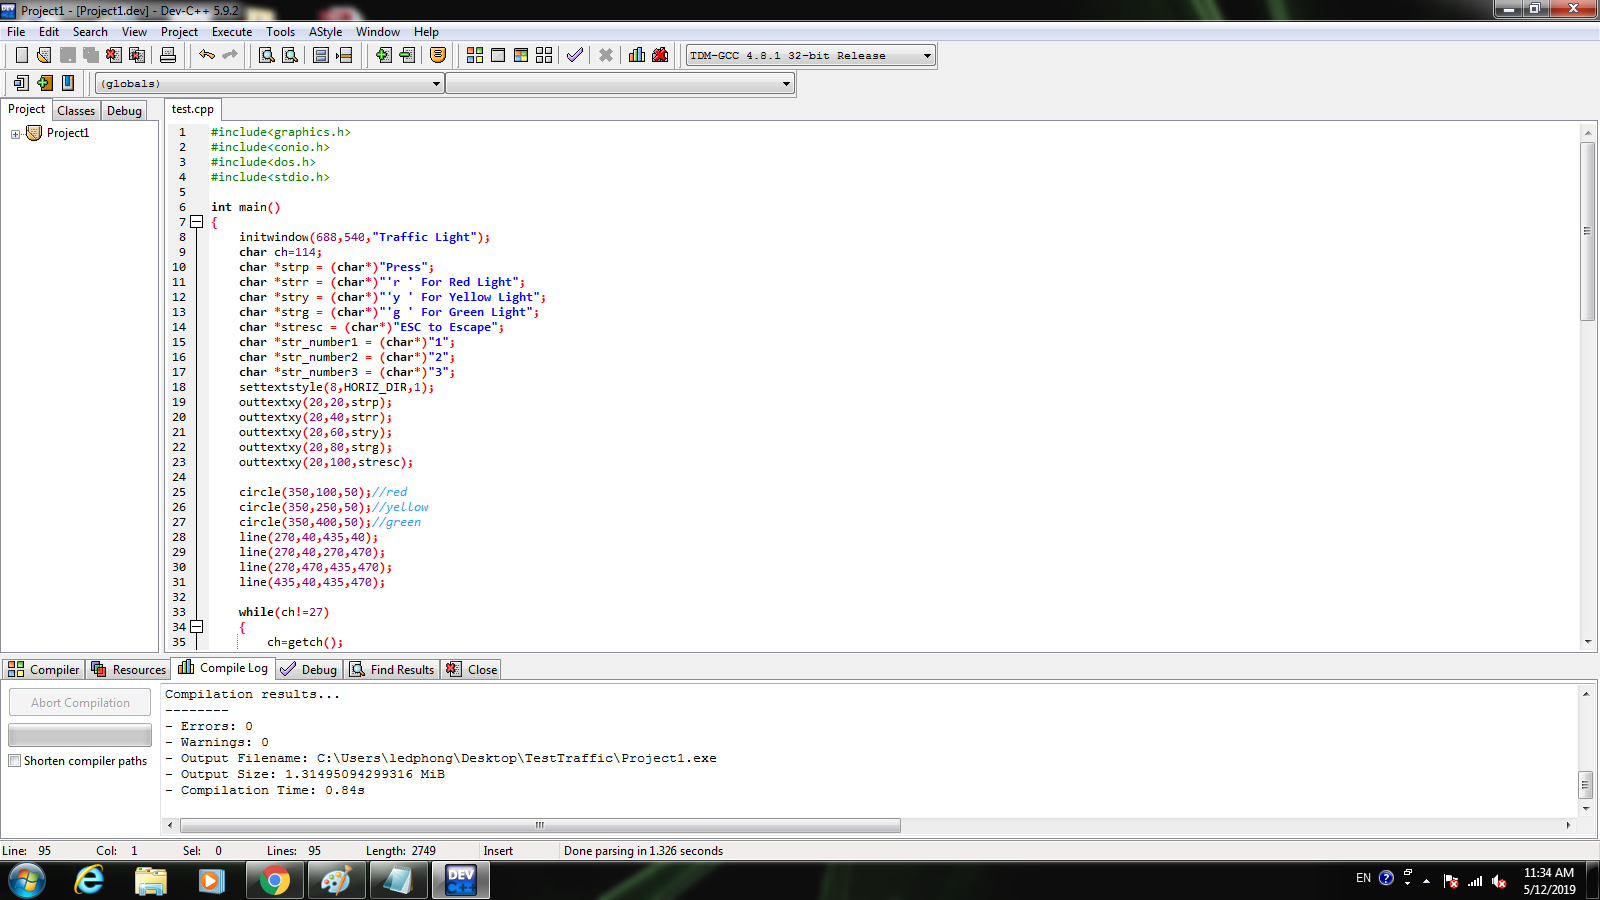 Project1 - [Project1.dev] - Dev-C++ 5.9.2
File Edit Search View Project Execute Tools AStyle Window Help
TDM-GCC 4.8.1 32-bit Release
(globals)
Project Classes Debug
test.cpp
Project1
1 #include<graphics.h>
2 #include<conio.h>
3 #include<dos.h>
4 #include<stdio.h>
5
6 int main()
7 {
8 initwindow(688,540,"Traffic Light");
9 char ch=114;
10 char *strp = (char*)"Press";
11 char *strr = (char*)"'r ' For Red Light";
12 char *stry = (char*)"'y ' For Yellow Light";
13 char *strg = (char*)"'g ' For Green Light";
14 char *stresc = (char*)"ESC to Escape";
15 char *str_number1 = (char*)"1";
16 char *str_number2 = (char*)"2";
17 char *str_number3 = (char*)"3";
18 settextstyle(8,HORIZ_DIR,1);
19 outtextxy(20,20,strp);
20 outtextxy(20,40,strr);
21 outtextxy(20,60,stry);
22 outtextxy(20,80,strg);
23 outtextxy(20,100,stresc);
24
25 circle(350,100,50);//red
26 circle(350,250,50);//yellow
27 circle(350,400,50);//green
28 line(270,40,435,40);
29 line(270,40,270,470);
30 line(270,470,435,470);
31 line(435,40,435,470);
32
33 while(ch!=27)
34 {
35 ch=getch();
Compiler Resources Compile Log Debug Find Results Close
Abort Compilation
Shorten compiler paths
Compilation results...
--------
- Errors: 0
- Warnings: 0
- Output Filename: C:\Users\ledphong\Desktop\TestTraffic\Project1.exe
- Output Size: 1.31495094299316 MiB
- Compilation Time: 0.84s
Line: 95 Col: 1 Sel: 0 Lines: 95 Length: 2749 Insert Done parsing in 1.326 seconds
DEV C++
EN
11:34 AM
5/12/2019